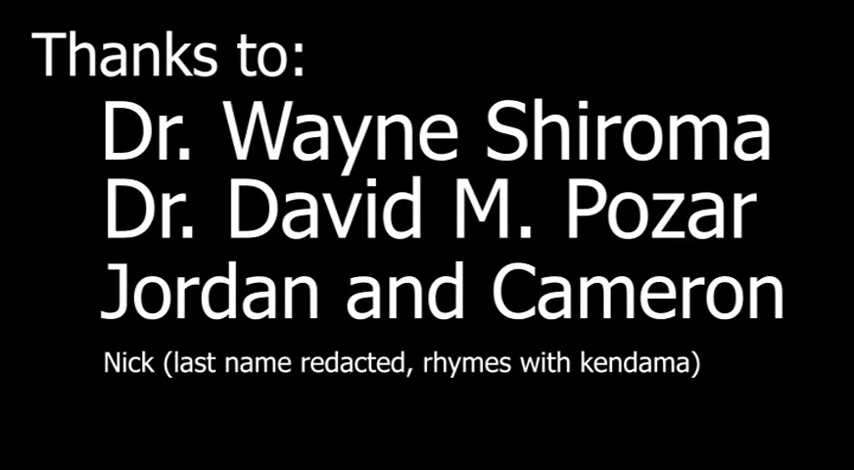 Thanks to:
Dr. Wayne Shiroma
Dr. David M. Pozar
Jordan and Cameron
Nick (last name redacted, rhymes with kendama)